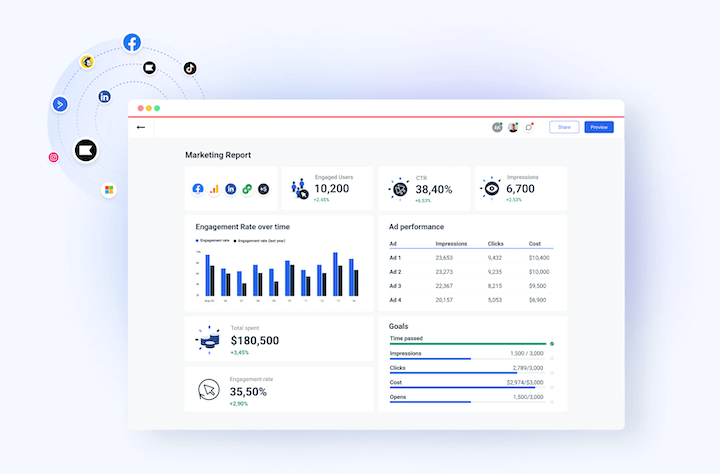 AK
Share
Preview
Marketing Report
+5
Engaged Users
10,200
+2.45%
CTR
38,40%
+6.53%
Impressions
6,700
+2.53%
Engagement Rate over time
Engagement rate
Engagement rate (last year)
Ad performance
Ad Impressions Clicks Cost
Ad 1 23,653 9,432 $10,400
Ad 2 23,273 9,235 $10,000
Ad 3 22,367 8,215 $9,500
Ad 4 20,157 5,053 $6,900
Total spent
$180,500
+3,45%
Engagement rate
35,50%
+2,90%
Goals
Time passed
Impressions 1,500 / 3,000
Clicks 2,789/3,000
Cost $2,974/$3,000
Opens 1,500/3,000